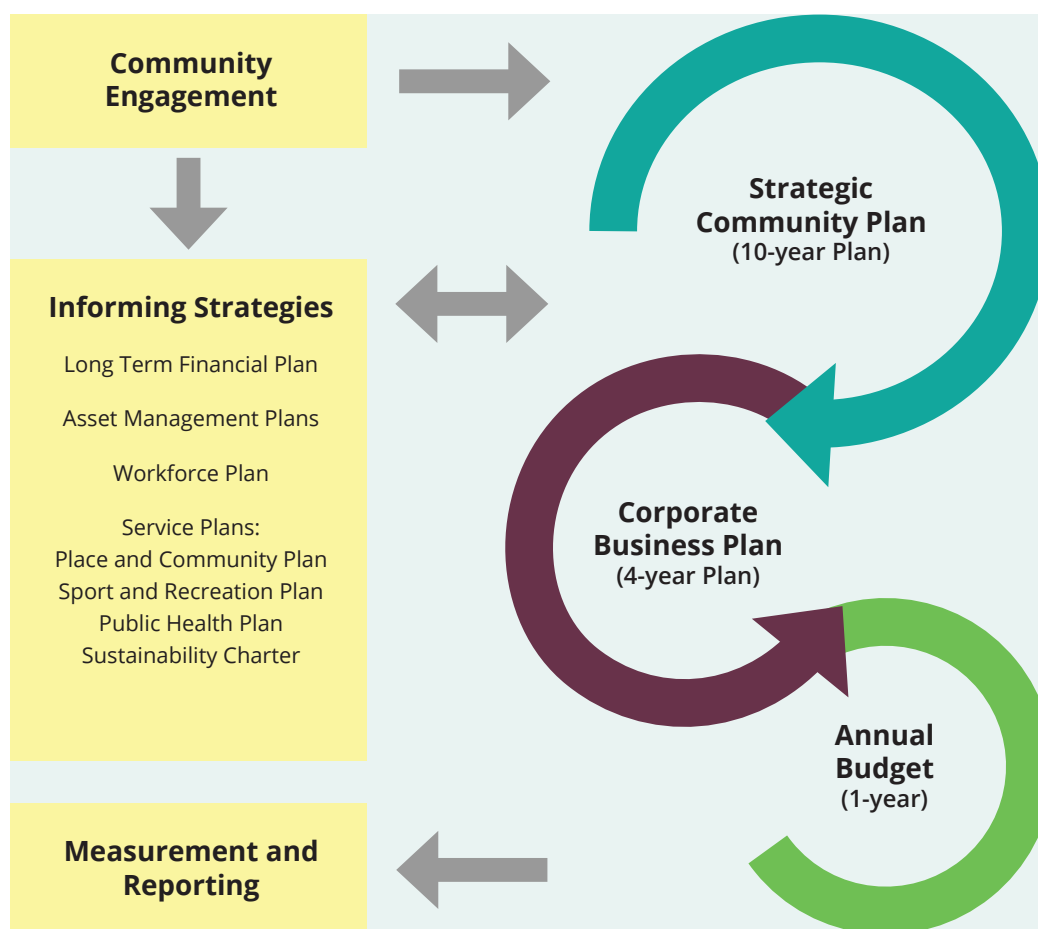 Community
Engagement
Strategic
Community Plan
(10-year Plan)
Informing Strategies
Long Term Financial Plan
Asset Management Plans
Workforce Plan
Service Plans:
Place and Community Plan
Sport and Recreation Plan
Public Health Plan
Sustainability Charter
Corporate
Business Plan
(4-year Plan)
Annual
Budget
(1-year)
Measurement and
Reporting